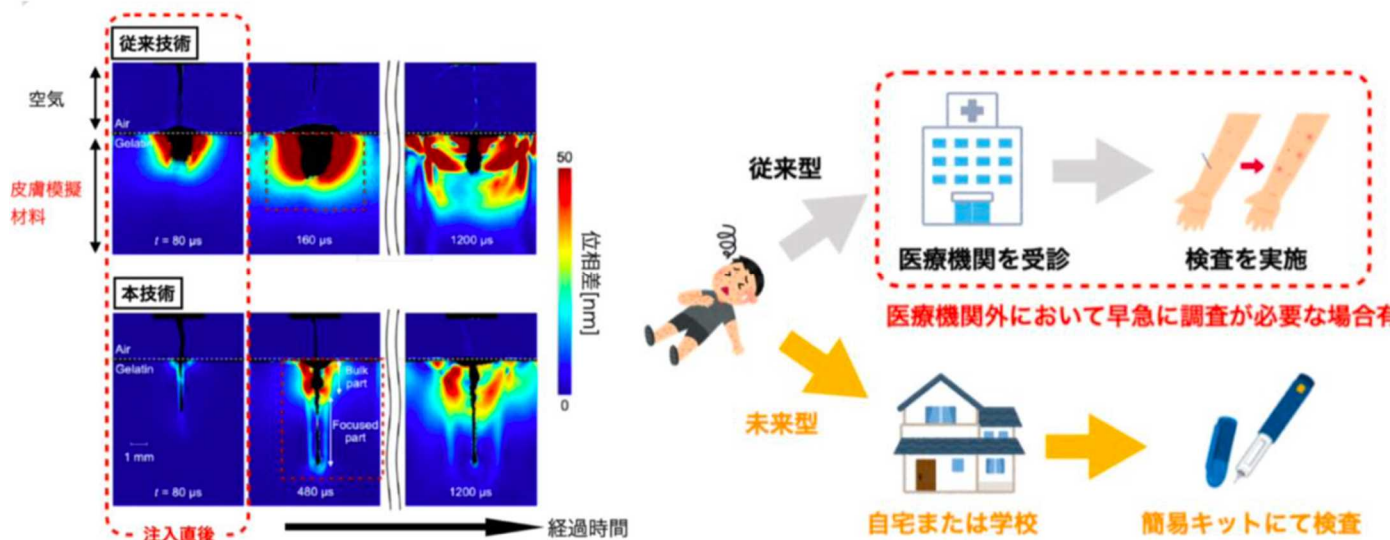 従来技術
空気
Air
Gelatin
皮膚模擬
材料
t = 80 μs
160 μs
1200 μs
本技術
Air
Gelatin
Bulk
part
Focused
part
1 mm
t = 80 μs
480 μs
1200 μs
注入直後
経過時間
50
位相差[nm]
0
従来型
医療機関を受診
検査を実施
医療機関外において早急に調査が必要な場合有
未来型
自宅または学校
簡易キットにて検査